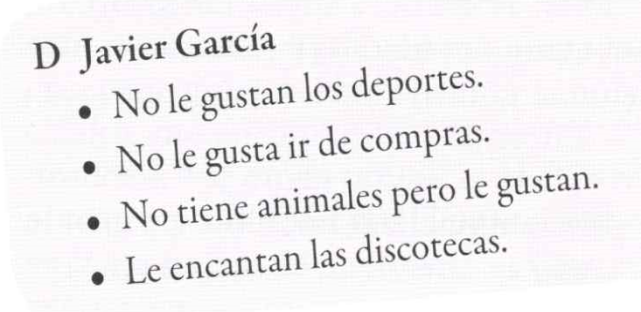 D Javier García
• No le gustan los deportes.
• No le gusta ir de compras.
• No tiene animales pero le gustan.
• Le encantan las discotecas.